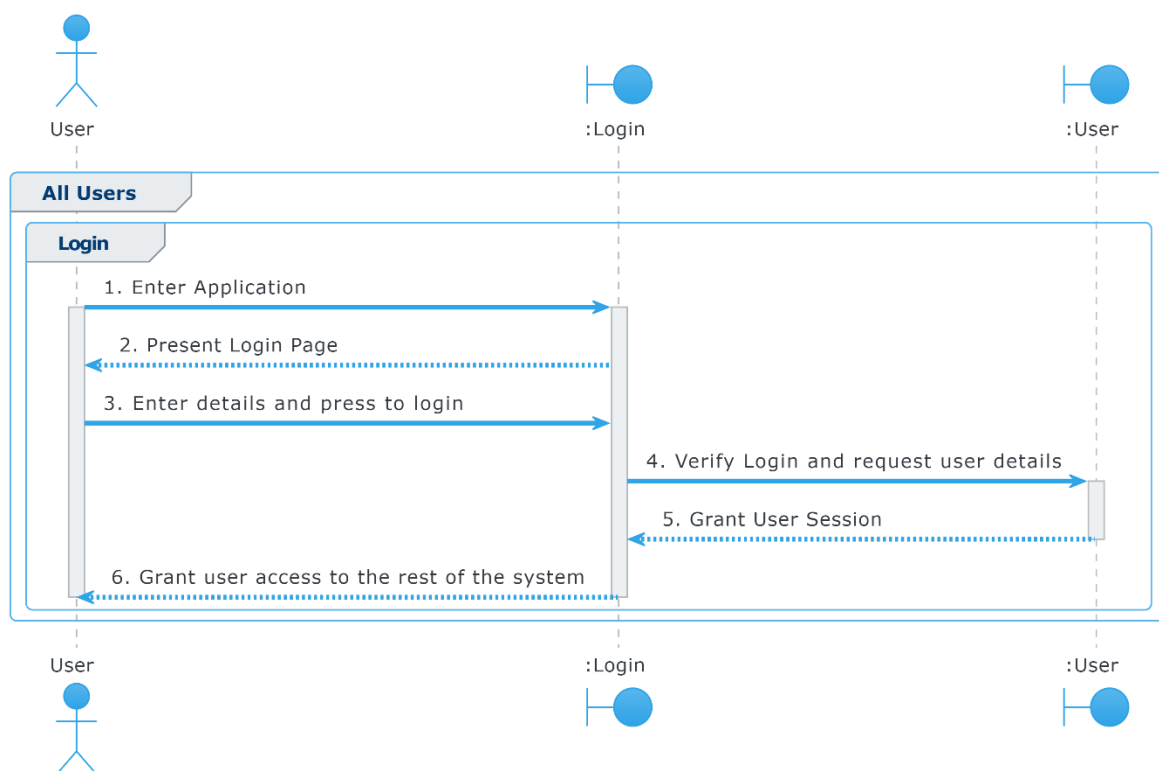 User
:Login
:User
All Users
Login
1. Enter Application
2. Present Login Page
3. Enter details and press to login
4. Verify Login and request user details
5. Grant User Session
6. Grant user access to the rest of the system
User
:Login
:User